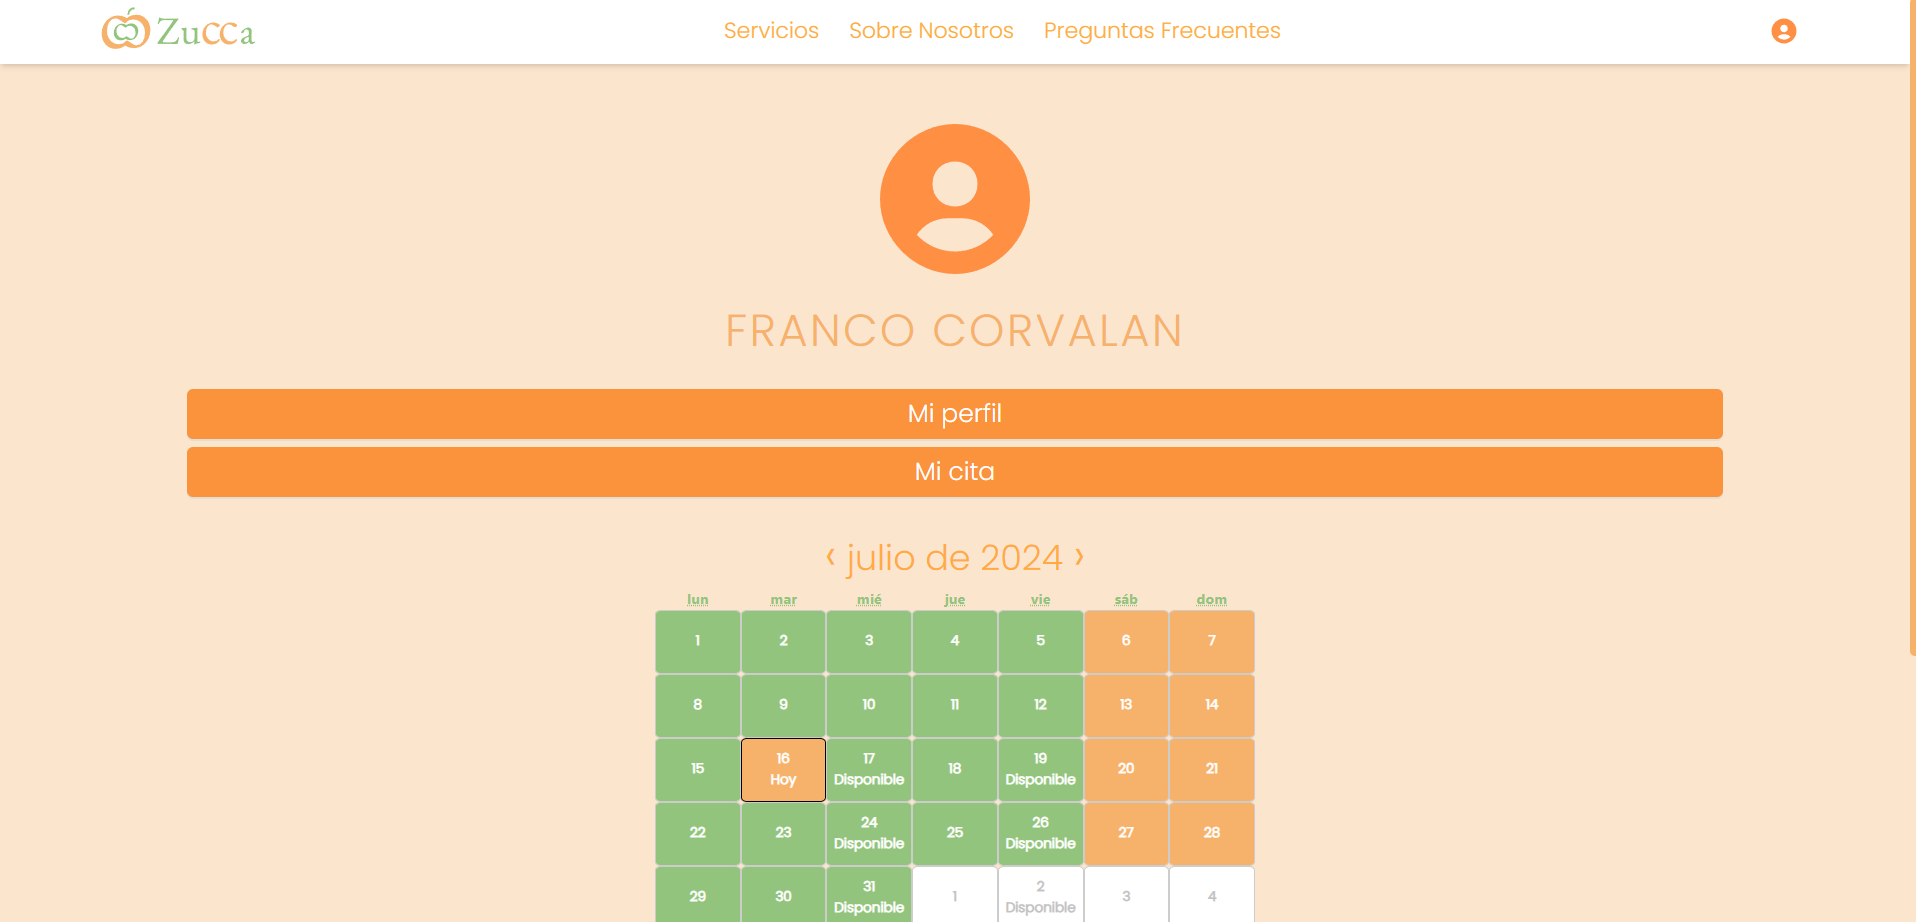 Zucca
Servicios Sobre Nosotros Preguntas Frecuentes
FRANCO CORVALAN
Mi perfil
Mi cita
‹ julio de 2024 ›
lun mar mié jue vie sáb dom
1 2 3 4 5 6 7
8 9 10 11 12 13 14
15 16 Hoy 17 Disponible 18 19 Disponible 20 21
22 23 24 Disponible 25 26 Disponible 27 28
29 30 31 Disponible 1 2 Disponible 3 4